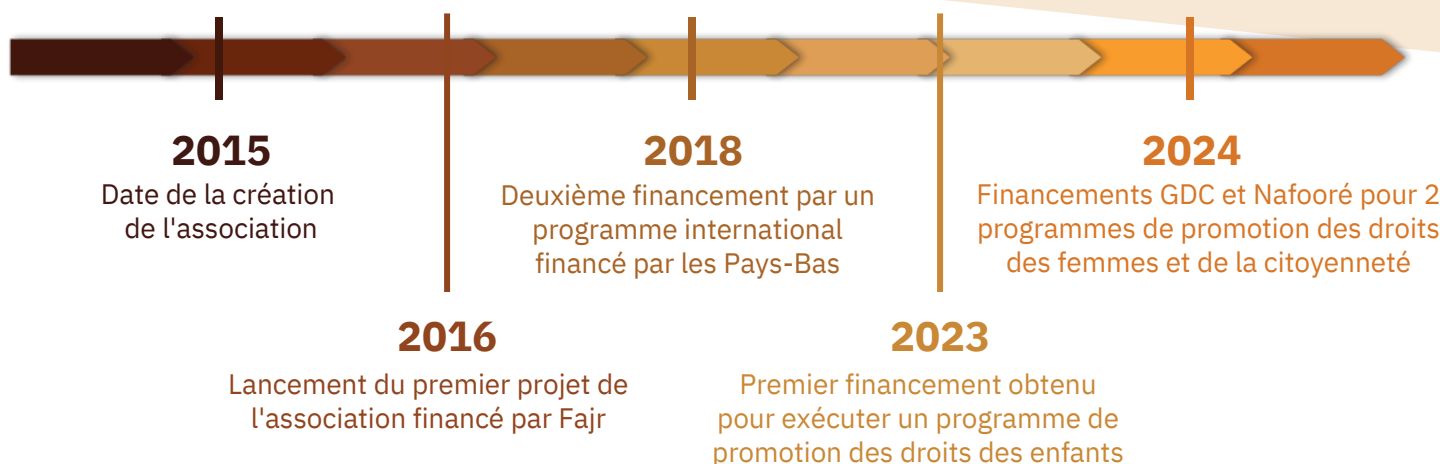 2015
Date de la création
de l'association
2016
Lancement du premier projet de
l'association financé par Fajr
2018
Deuxième financement par un
programme international
financé par les Pays-Bas
2023
Premier financement obtenu
pour exécuter un programme de
promotion des droits des enfants
2024
Financements GDC et Nafooré pour 2
programmes de promotion des droits
des femmes et de la citoyenneté